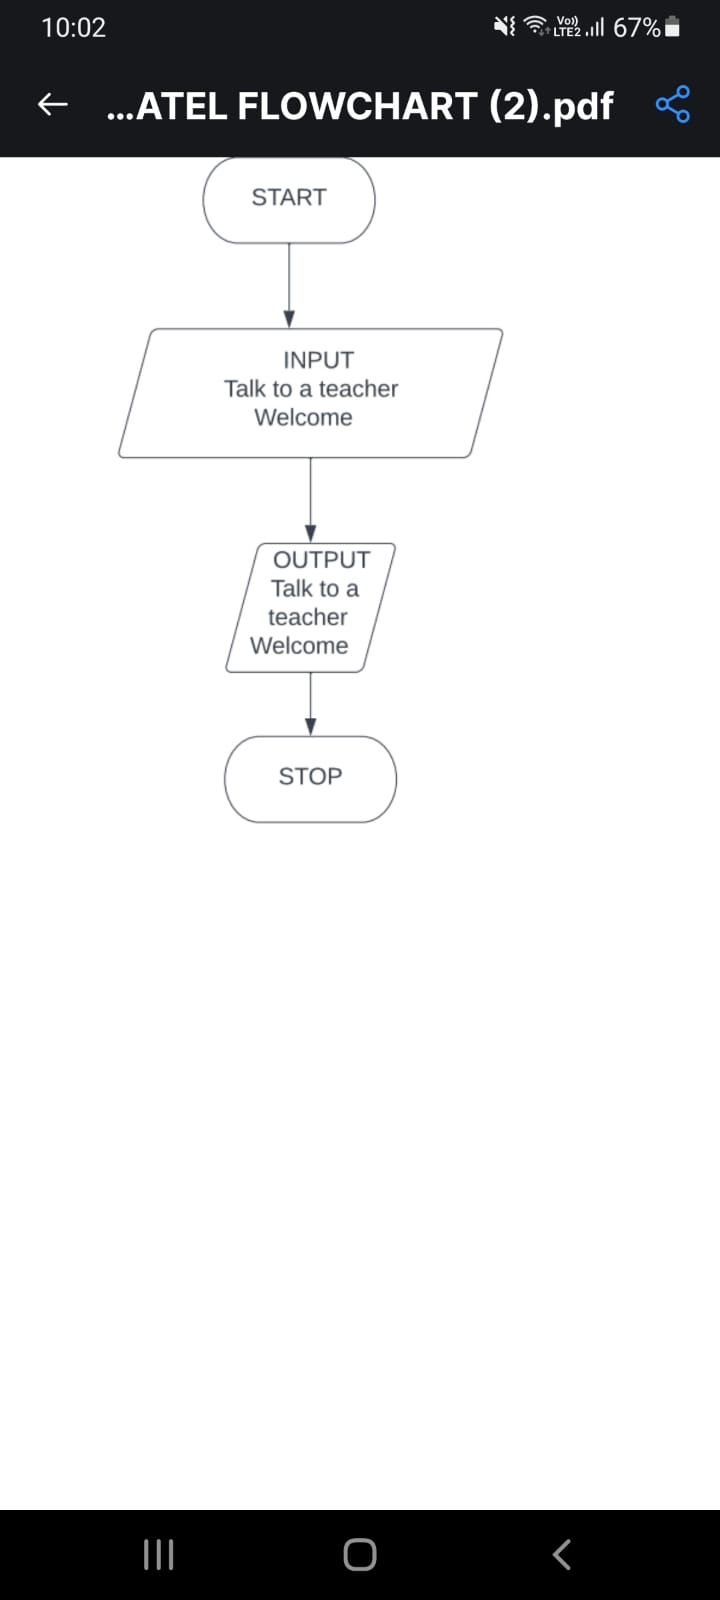 10:02
Vo)) LTE2 67%
...ATEL FLOWCHART (2).pdf
START
INPUT
Talk to a teacher
Welcome
OUTPUT
Talk to a
teacher
Welcome
STOP